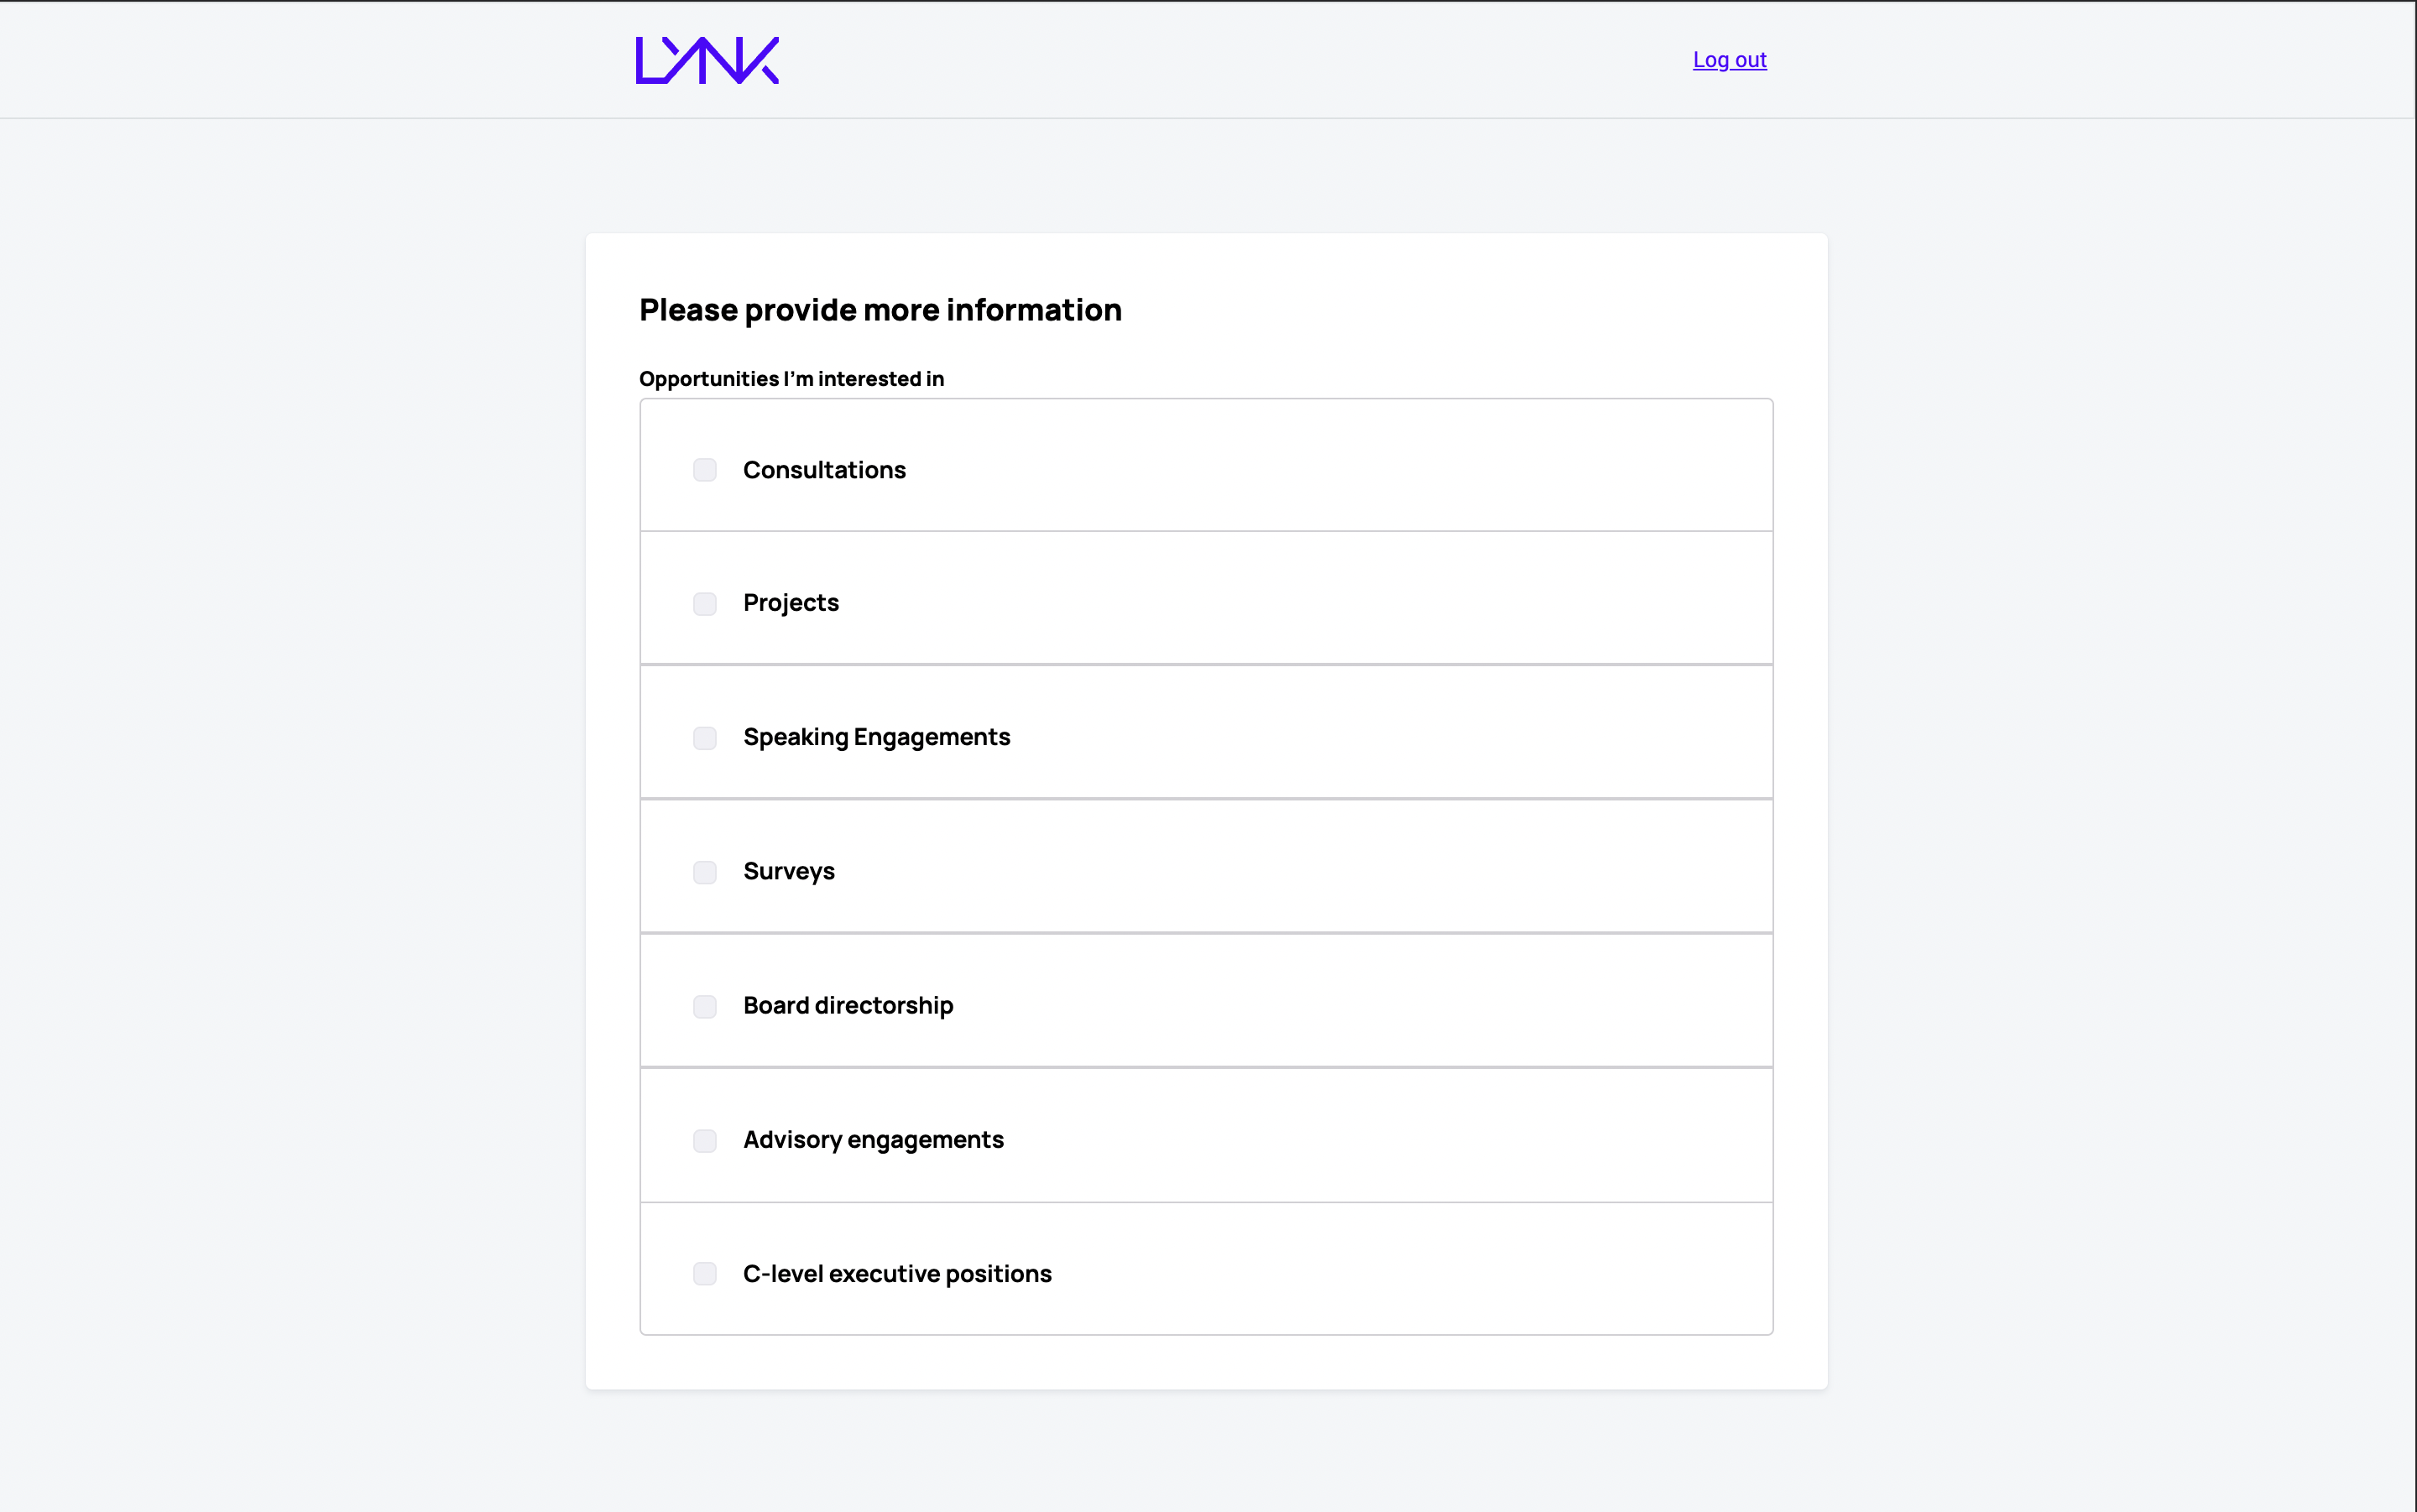 LYNK
Log out
Please provide more information
Opportunities I'm interested in
Consultations
Projects
Speaking Engagements
Surveys
Board directorship
Advisory engagements
C-level executive positions